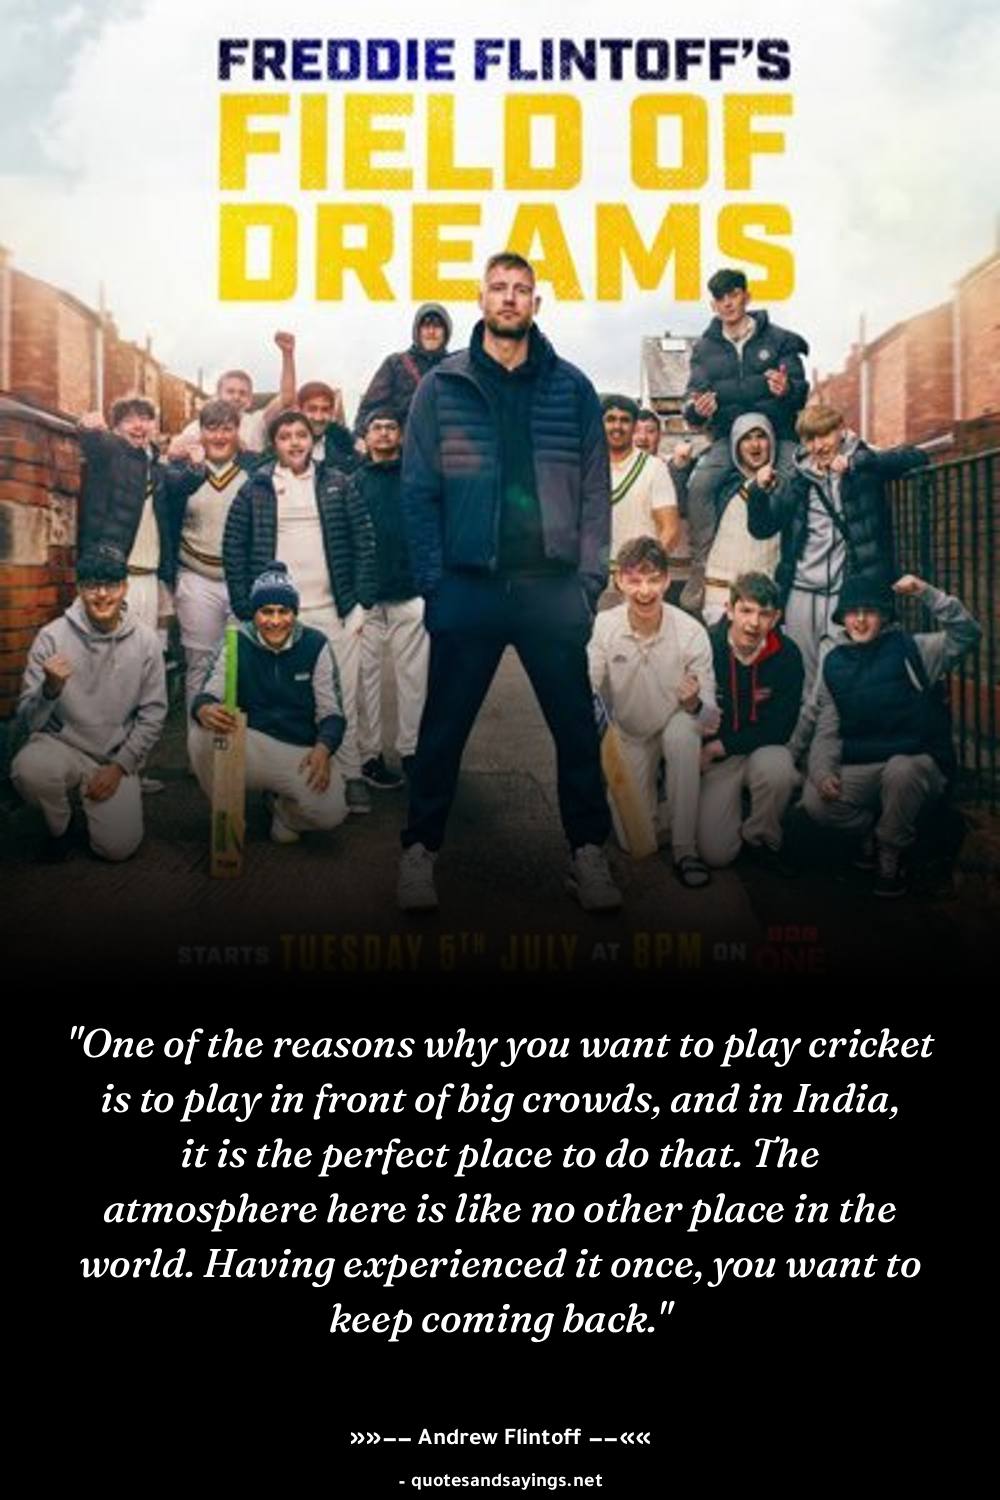 FREDDIE FLINTOFF'S
FIELD OF
DREAMS
STARTS TUESDAY 5TH JULY AT 8PM ON BBC ONE
"One of the reasons why you want to play cricket
is to play in front of big crowds, and in India,
it is the perfect place to do that. The
atmosphere here is like no other place in the
world. Having experienced it once, you want to
keep coming back."
»»–– Andrew Flintoff ––««
- quotesandsayings.net